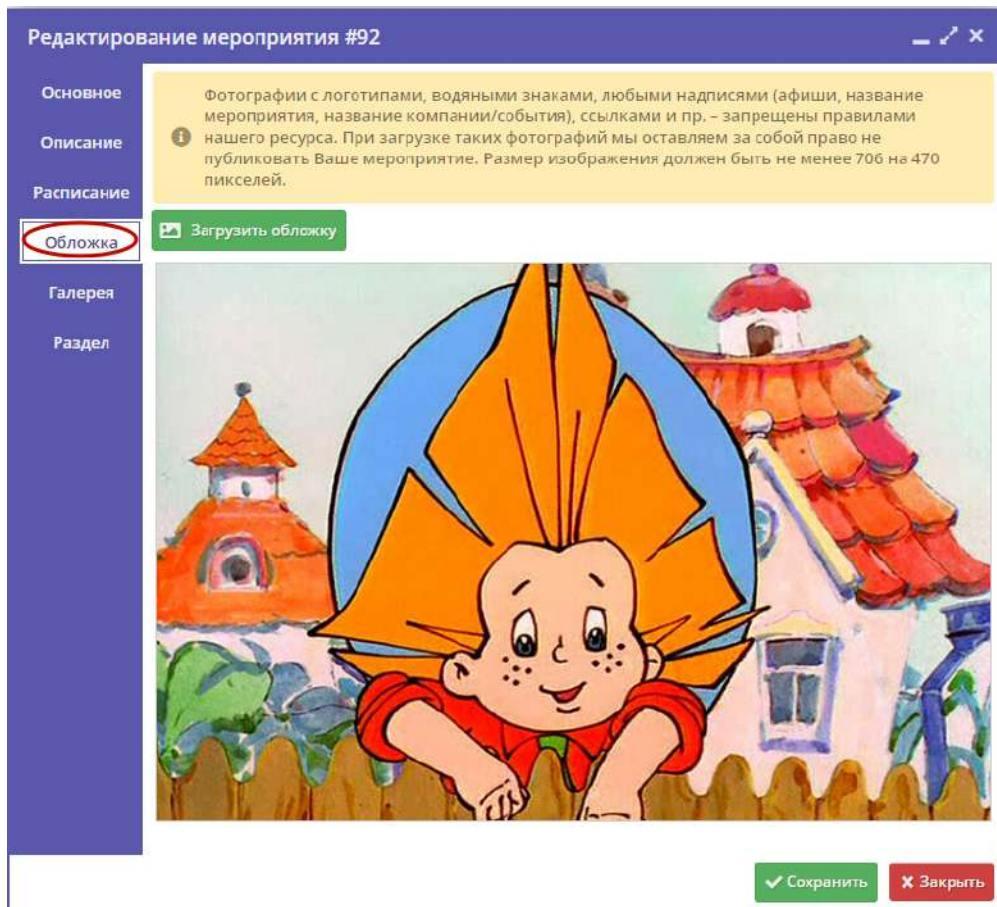 Редактирование мероприятия #92
Основное
Описание
Расписание
Обложка
Галерея
Раздел
Фотографии с логотипами, водяными знаками, любыми надписями (афиши, название
мероприятия, название компании/события), ссылками и пр. – запрещены правилами
нашего ресурса. При загрузке таких фотографий мы оставляем за собой право не
публиковать Ваше мероприятие. Размер изображения должен быть не менее 706 на 470
пикселей.
Загрузить обложку
Сохранить
Закрыть